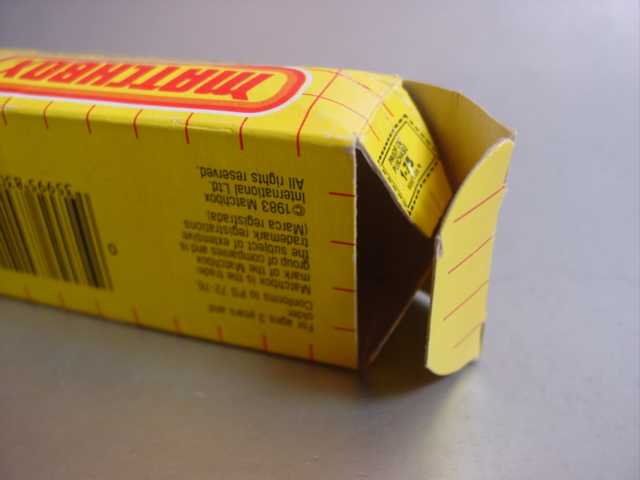 MATCHBOX
For ages 3 years and
older.
Conforms to PS 72-76
Matchbox is the trade-
mark of the Matchbox
group of companies and is
the subject of extensive
trademark registrations
(Marca registrada).
©1983 Matchbox
International Ltd.
All rights reserved.
0